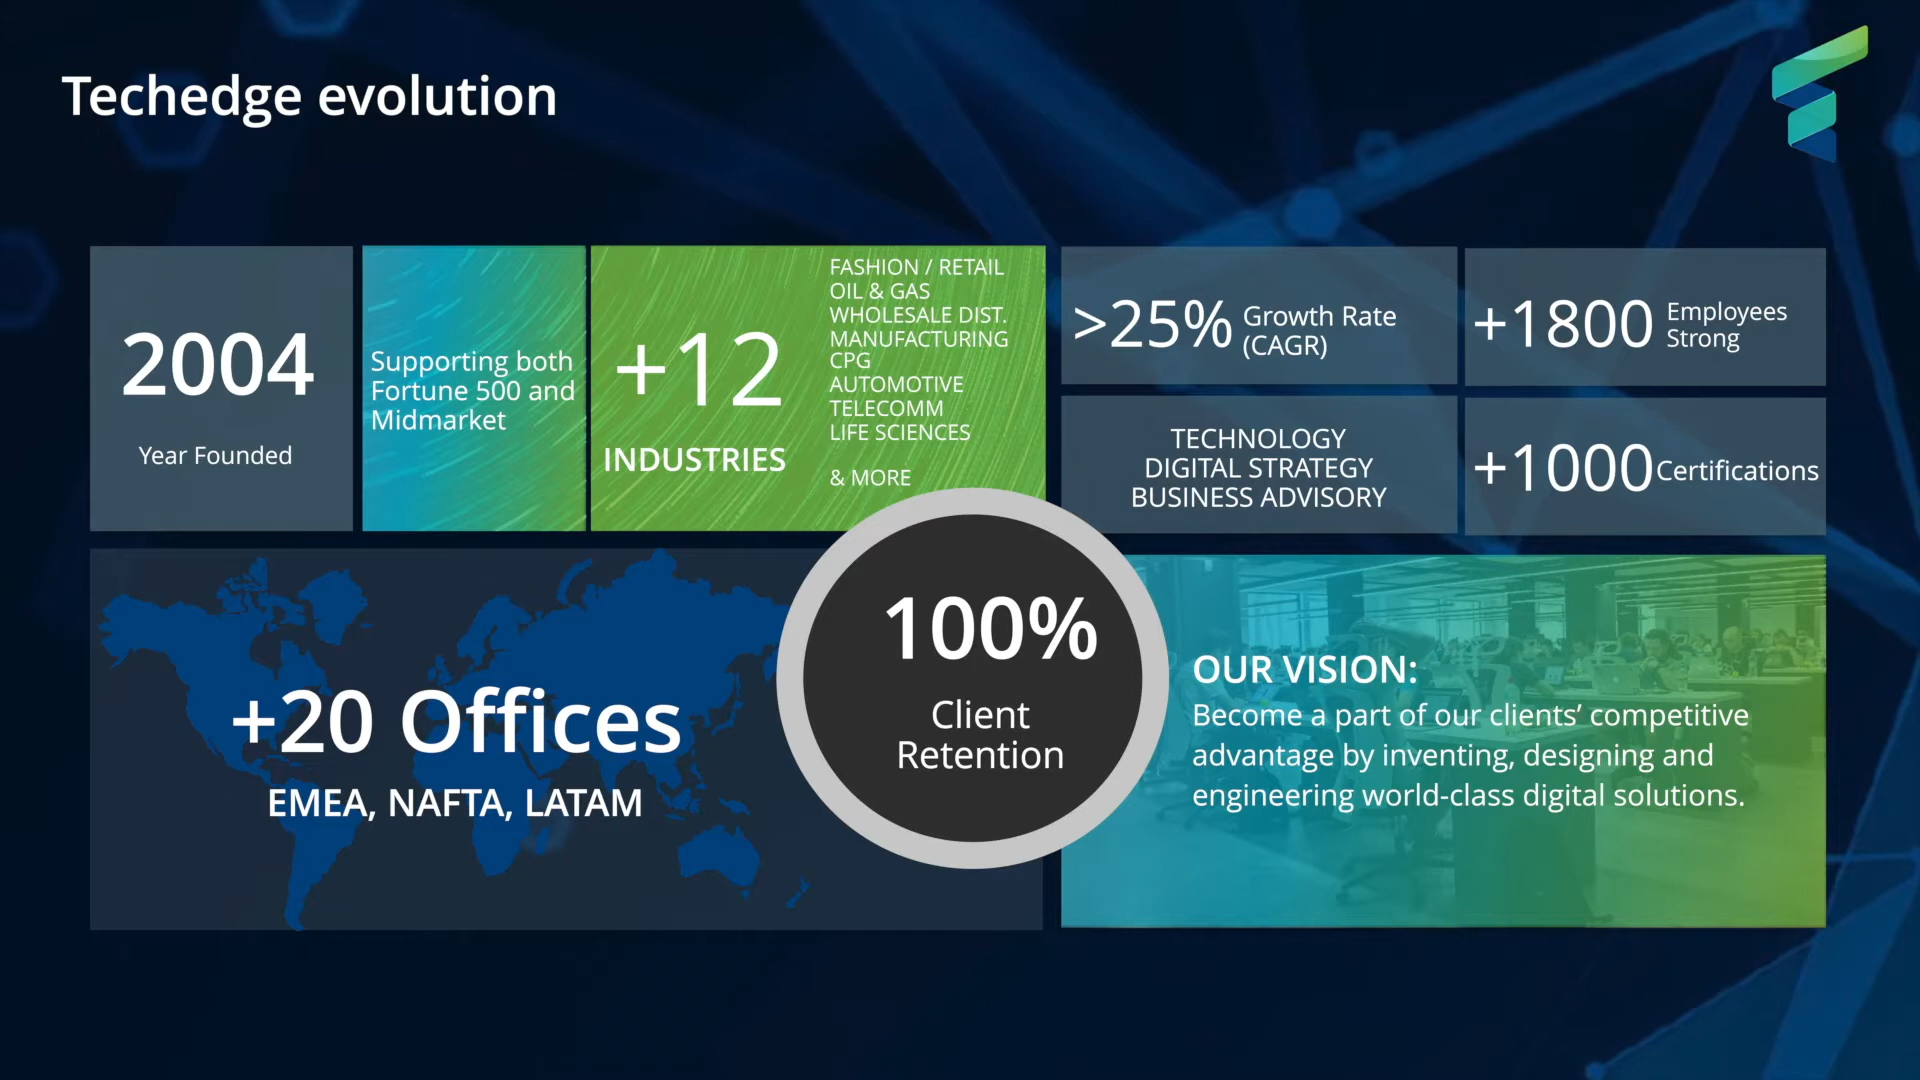 Techedge evolution
2004
Year Founded
Supporting both
Fortune 500 and
Midmarket
+12
INDUSTRIES
FASHION / RETAIL
OIL & GAS
WHOLESALE DIST.
MANUFACTURING
CPG
AUTOMOTIVE
TELECOMM
LIFE SCIENCES
& MORE
>25% Growth Rate
(CAGR)
+1800 Employees
Strong
TECHNOLOGY
DIGITAL STRATEGY
BUSINESS ADVISORY
+1000 Certifications
+20 Offices
EMEA, NAFTA, LATAM
100%
Client
Retention
OUR VISION:
Become a part of our clients’ competitive
advantage by inventing, designing and
engineering world-class digital solutions.